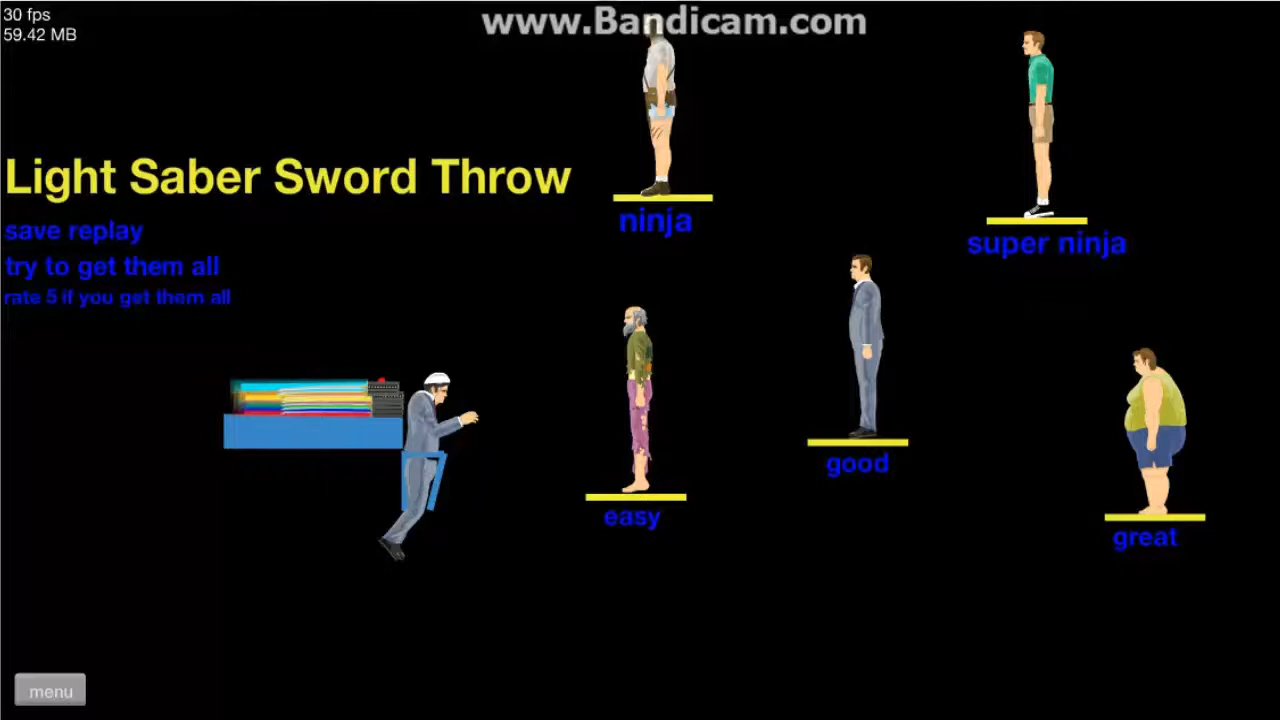 30 fps
59.42 MB
www.Bandicam.com
Light Saber Sword Throw
save replay
try to get them all
rate 5 if you get them all
ninja
super ninja
good
easy
great
menu